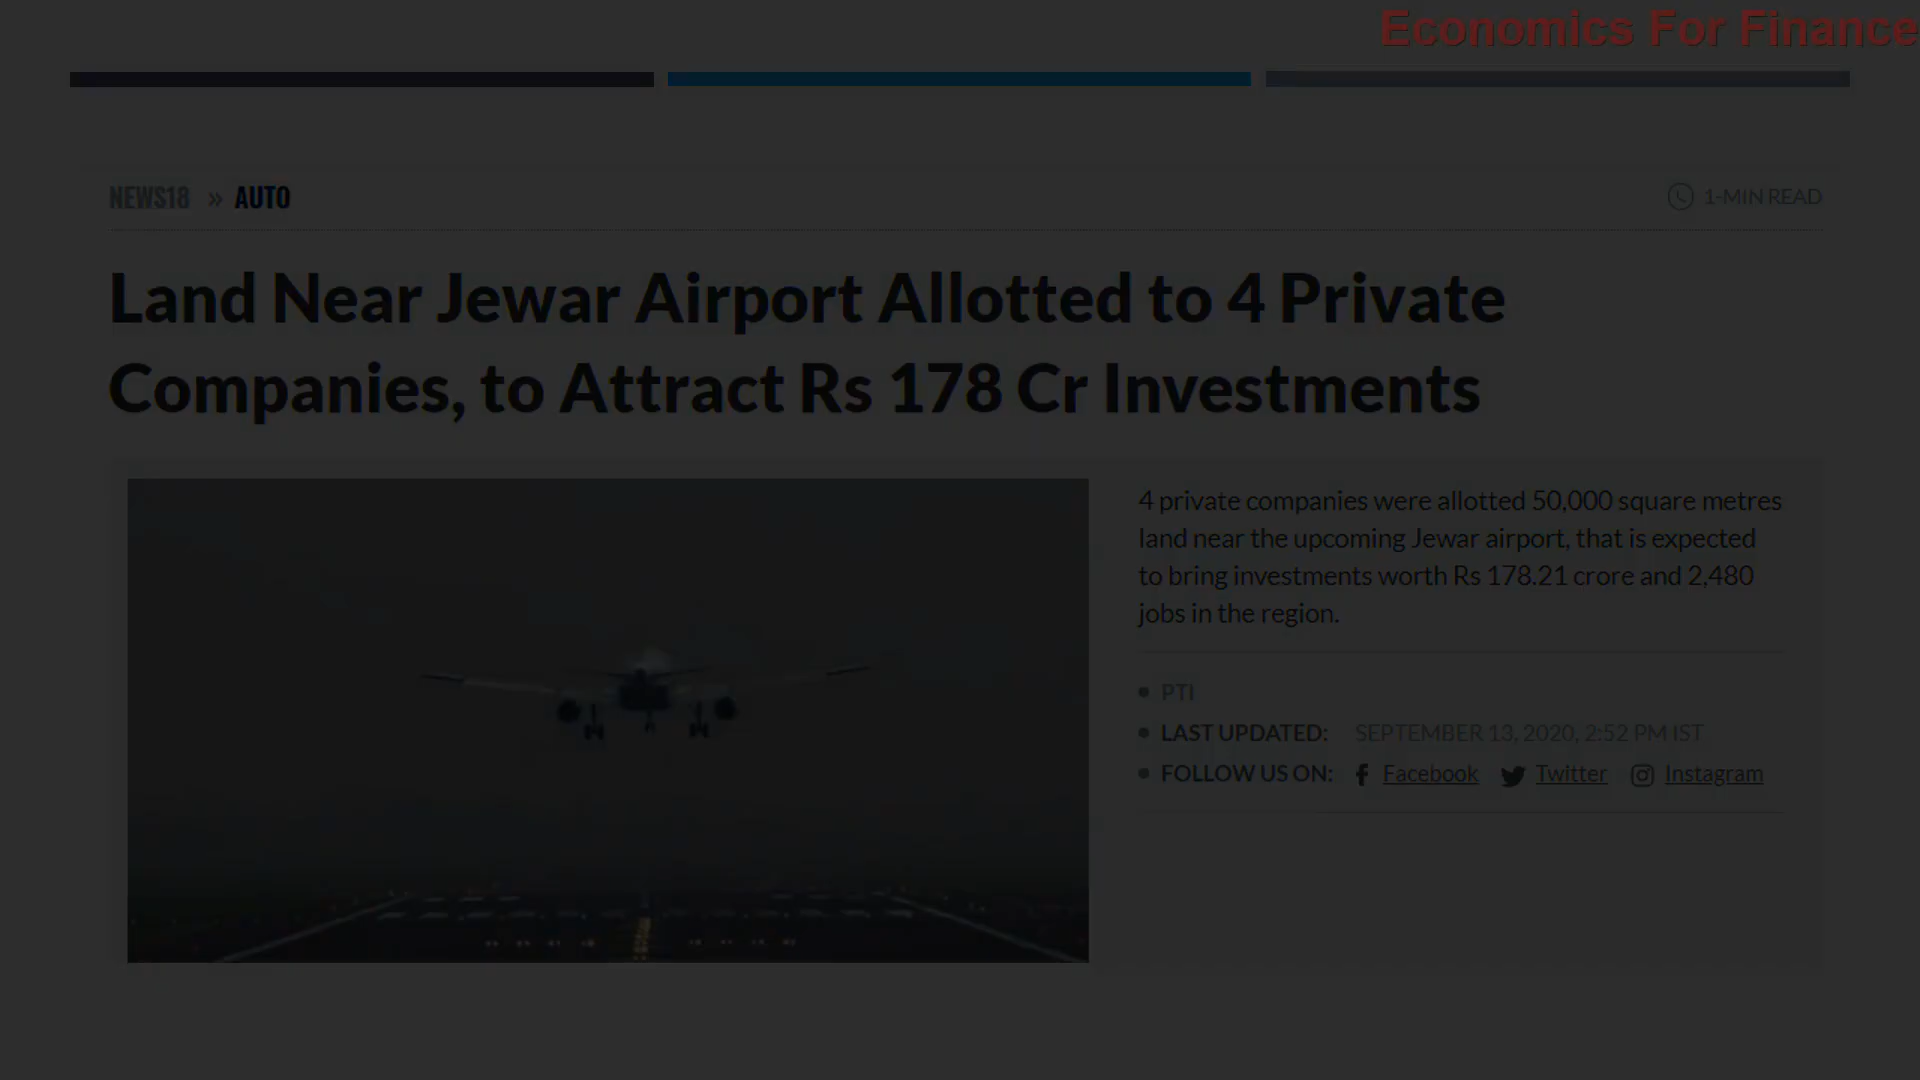 Economics For Finance
NEWS18 » AUTO
1-MIN READ
Land Near Jewar Airport Allotted to 4 Private
Companies, to Attract Rs 178 Cr Investments
4 private companies were allotted 50,000 square metres
land near the upcoming Jewar airport, that is expected
to bring investments worth Rs 178.21 crore and 2,480
jobs in the region.
PTI
LAST UPDATED: SEPTEMBER 13, 2020, 2:52 PM IST
FOLLOW US ON: Facebook Twitter Instagram